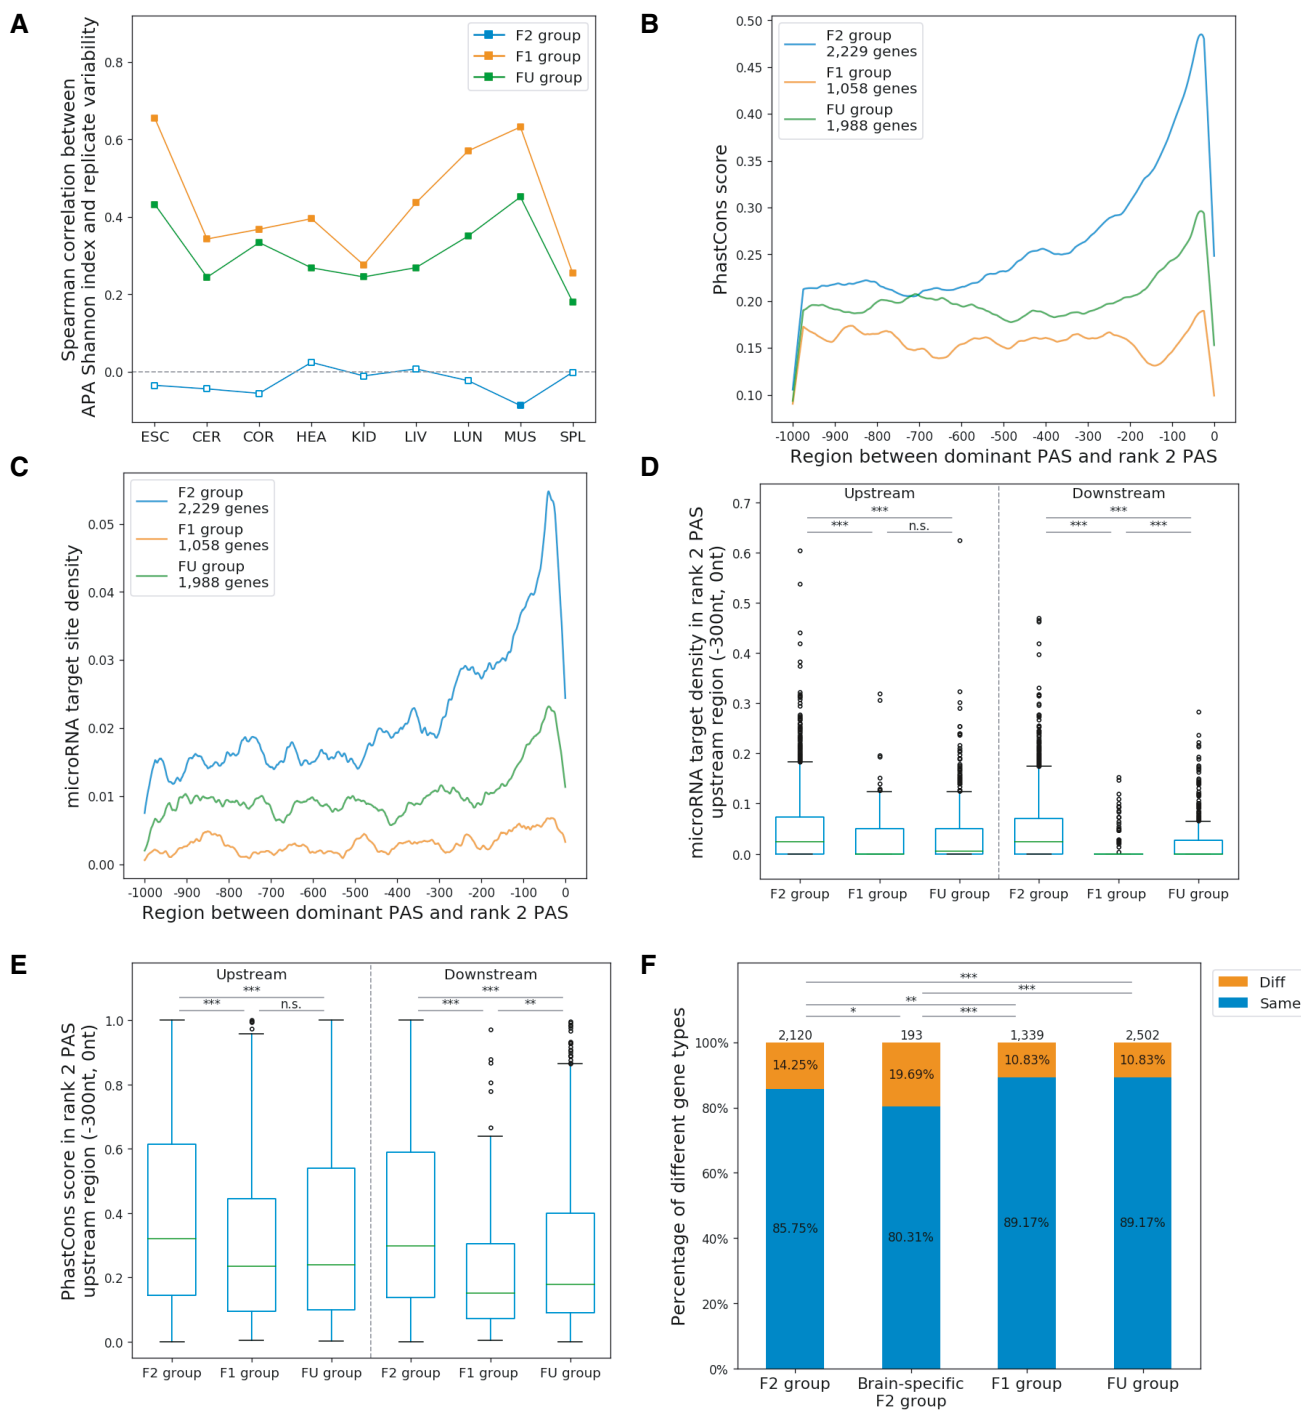 A
Spearman correlation between
APA Shannon index and replicate variability
F2 group
F1 group
FU group
0.8
0.6
0.4
0.2
0.0
ESC CER COR HEA KID LIV LUN MUS SPL
B
PhastCons score
F2 group
2,229 genes
F1 group
1,058 genes
FU group
1,988 genes
0.50
0.45
0.40
0.35
0.30
0.25
0.20
0.15
0.10
-1000 -900 -800 -700 -600 -500 -400 -300 -200 -100 0
Region between dominant PAS and rank 2 PAS
C
microRNA target site density
F2 group
2,229 genes
F1 group
1,058 genes
FU group
1,988 genes
0.05
0.04
0.03
0.02
0.01
0.00
-1000 -900 -800 -700 -600 -500 -400 -300 -200 -100 0
Region between dominant PAS and rank 2 PAS
D
microRNA target density in rank 2 PAS
upstream region (-300nt, 0nt)
Upstream Downstream
*** ***
*** n.s. *** ***
0.7
0.6
0.5
0.4
0.3
0.2
0.1
0.0
F2 group F1 group FU group F2 group F1 group FU group
E
PhastCons score in rank 2 PAS
upstream region (-300nt, 0nt)
Upstream Downstream
*** ***
*** n.s. *** **
1.0
0.8
0.6
0.4
0.2
0.0
F2 group F1 group FU group F2 group F1 group FU group
F
Percentage of different gene types
Diff
Same
***
***
**
* ***
2,120 193 1,339 2,502
100%
80%
60%
40%
20%
0%
14.25% 19.69% 10.83% 10.83%
85.75% 80.31% 89.17% 89.17%
F2 group Brain-specific F1 group FU group
F2 group